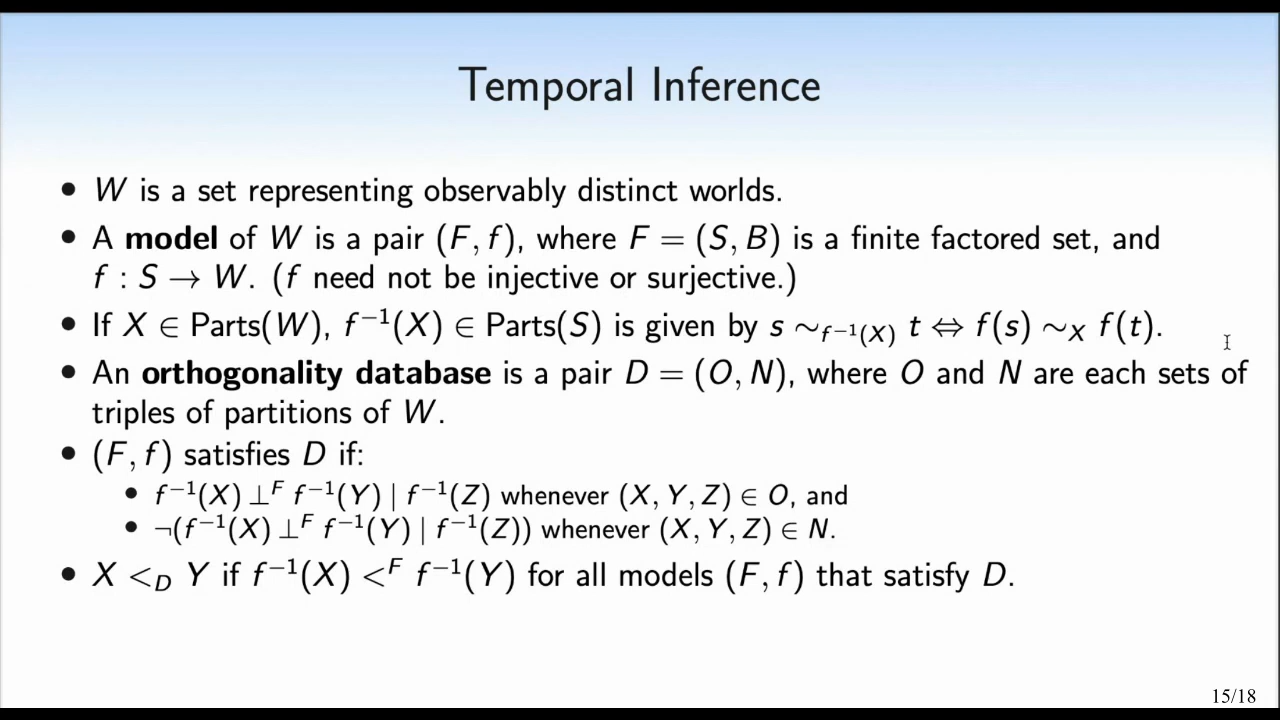 Temporal Inference
• W is a set representing observably distinct worlds.
• A model of W is a pair (F, f), where F = (S, B) is a finite factored set, and
f : S → W. (f need not be injective or surjective.)
• If X ∈ Parts(W), f⁻¹(X) ∈ Parts(S) is given by s ∼_{f⁻¹(X)} t ⇔ f(s) ∼_X f(t).
• An orthogonality database is a pair D = (O, N), where O and N are each sets of
triples of partitions of W.
• (F, f) satisfies D if:
• f⁻¹(X) ⊥^F f⁻¹(Y) | f⁻¹(Z) whenever (X, Y, Z) ∈ O, and
• ¬(f⁻¹(X) ⊥^F f⁻¹(Y) | f⁻¹(Z)) whenever (X, Y, Z) ∈ N.
• X <_D Y if f⁻¹(X) <^F f⁻¹(Y) for all models (F, f) that satisfy D.
15/18